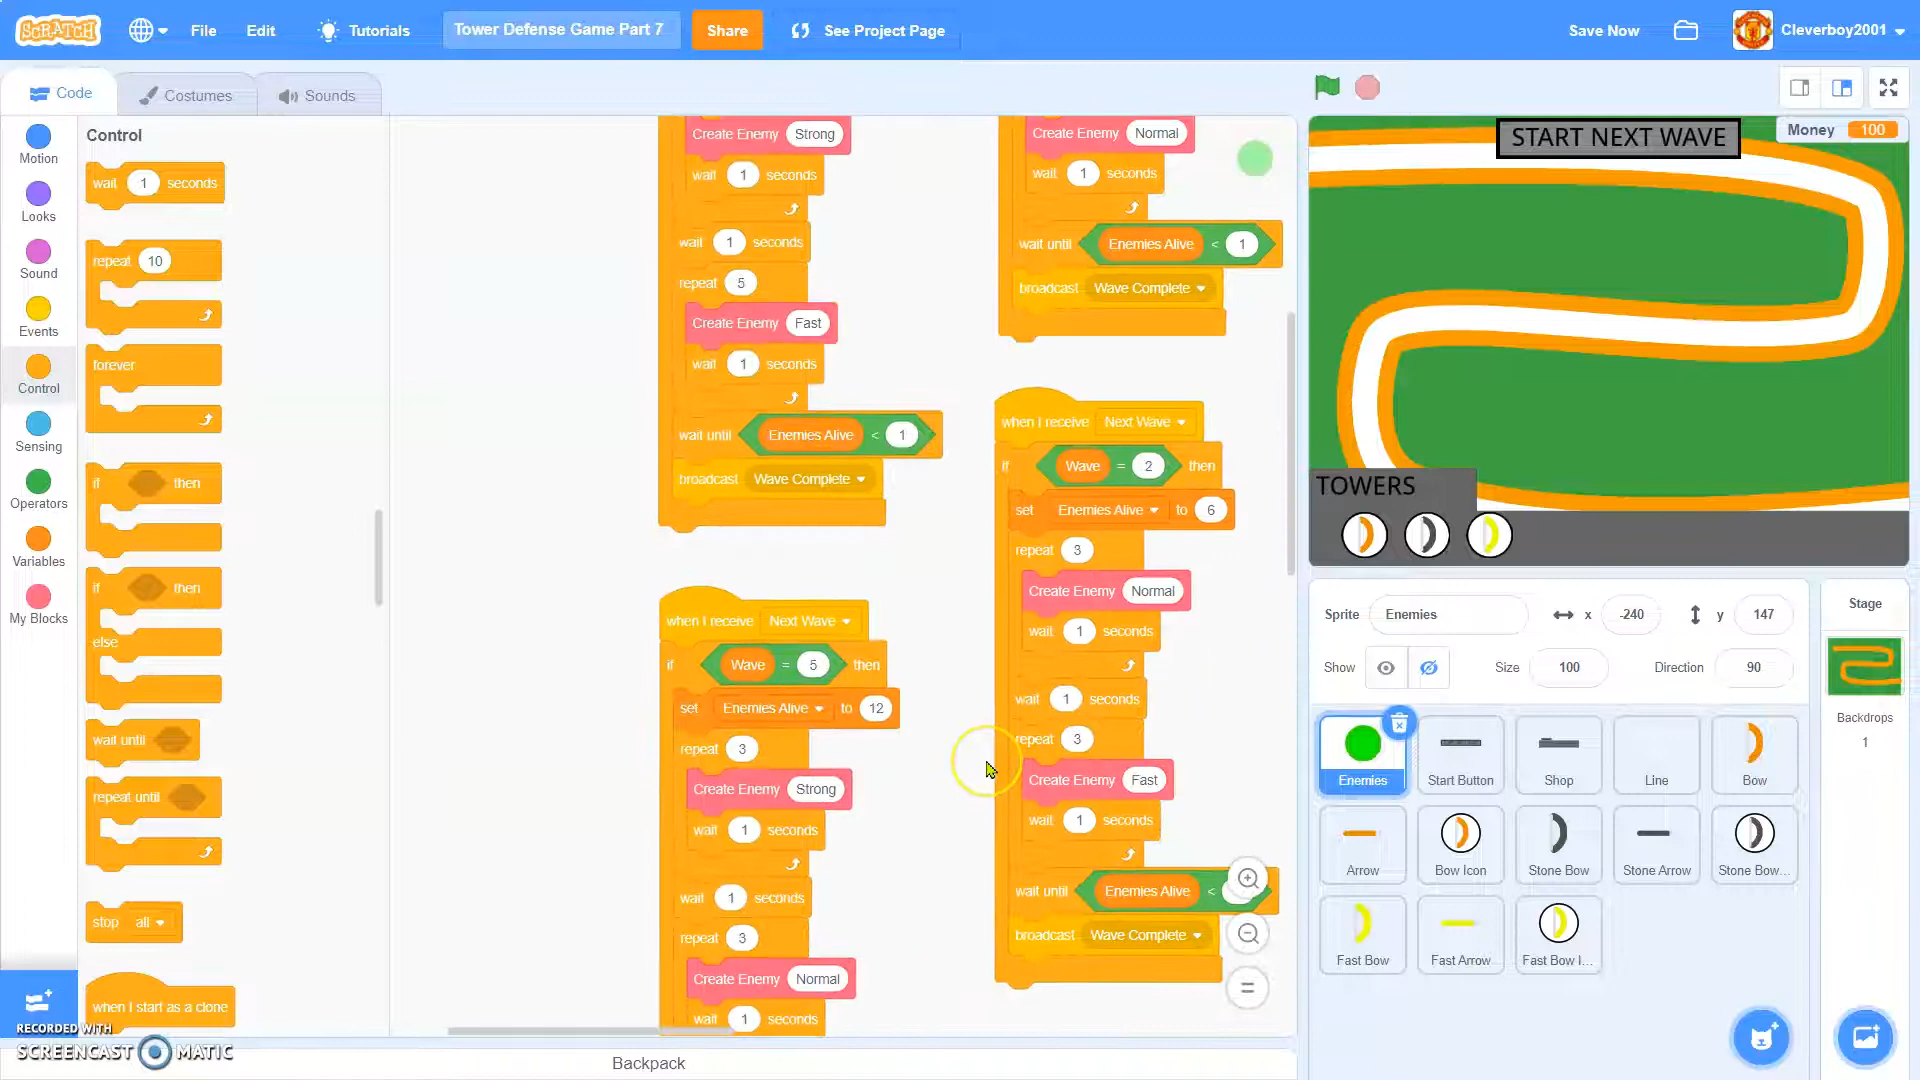 SCRATCH
File
Edit
Tutorials
Tower Defense Game Part 7
Share
See Project Page
Save Now
Cleverboy2001
Code
Costumes
Sounds
Motion
Looks
Sound
Events
Control
Sensing
Operators
Variables
My Blocks
Control
wait 1 seconds
repeat 10
forever
if then
if then
else
wait until
repeat until
stop all
when I start as a clone
Create Enemy Strong
wait 1 seconds
wait 1 seconds
repeat 5
Create Enemy Fast
wait 1 seconds
wait until Enemies Alive < 1
broadcast Wave Complete
when I receive Next Wave
if Wave = 5 then
set Enemies Alive to 12
repeat 3
Create Enemy Strong
wait 1 seconds
wait 1 seconds
repeat 3
Create Enemy Normal
wait 1 seconds
Create Enemy Normal
wait 1 seconds
wait until Enemies Alive < 1
broadcast Wave Complete
when I receive Next Wave
if Wave = 2 then
set Enemies Alive to 6
repeat 3
Create Enemy Normal
wait 1 seconds
wait 1 seconds
repeat 3
Create Enemy Fast
wait 1 seconds
wait until Enemies Alive <
broadcast Wave Complete
START NEXT WAVE
Money 100
TOWERS
Sprite Enemies x -240 y 147
Show Size 100 Direction 90
Stage
Backdrops
1
Enemies
Start Button
Shop
Line
Bow
Arrow
Bow Icon
Stone Bow
Stone Arrow
Stone Bow...
Fast Bow
Fast Arrow
Fast Bow I...
Backpack
RECORDED WITH
SCREENCAST MATIC